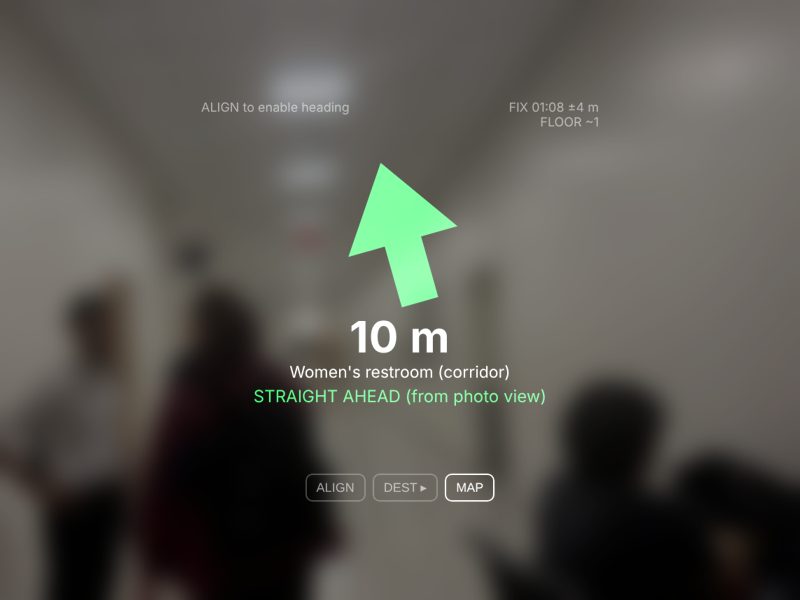 ALIGN to enable heading
FIX 01:08 ±4 m
FLOOR ~1
10 m
Women's restroom (corridor)
STRAIGHT AHEAD (from photo view)
ALIGN
DEST ▸
MAP